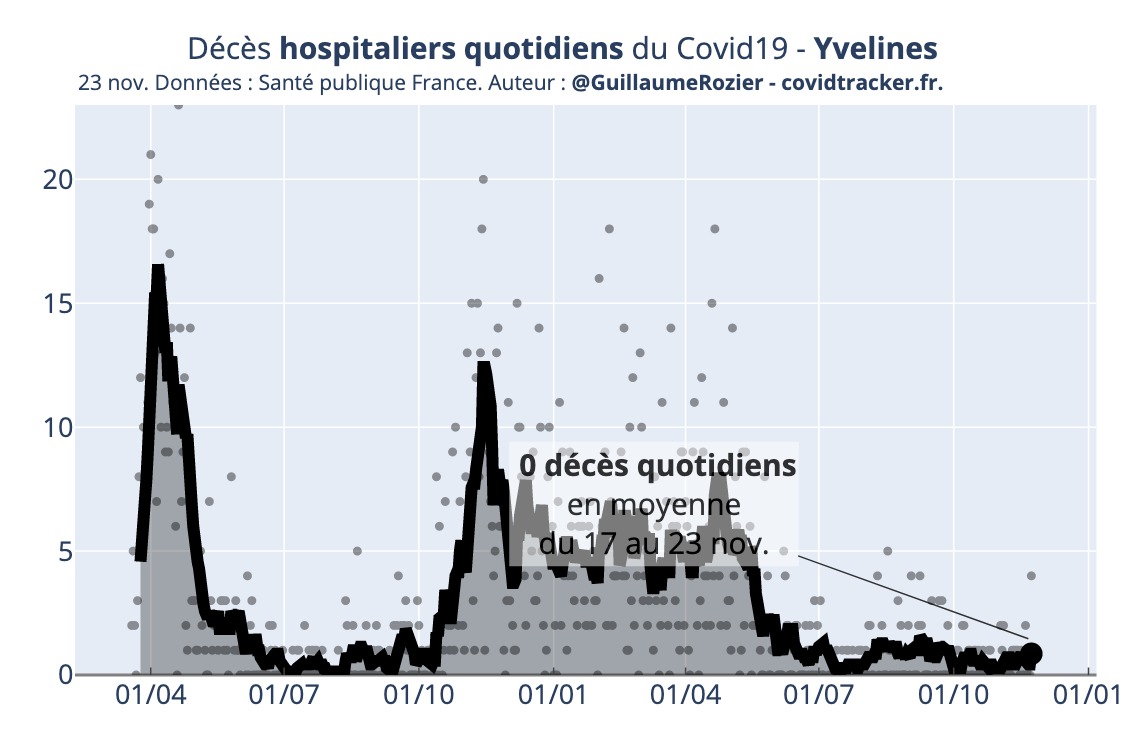 Décès hospitaliers quotidiens du Covid19 - Yvelines
23 nov. Données : Santé publique France. Auteur : @GuillaumeRozier - covidtracker.fr.
20
15
10
0 décès quotidiens
en moyenne
du 17 au 23 nov.
5
0
01/04 01/07 01/10 01/01 01/04 01/07 01/10 01/01